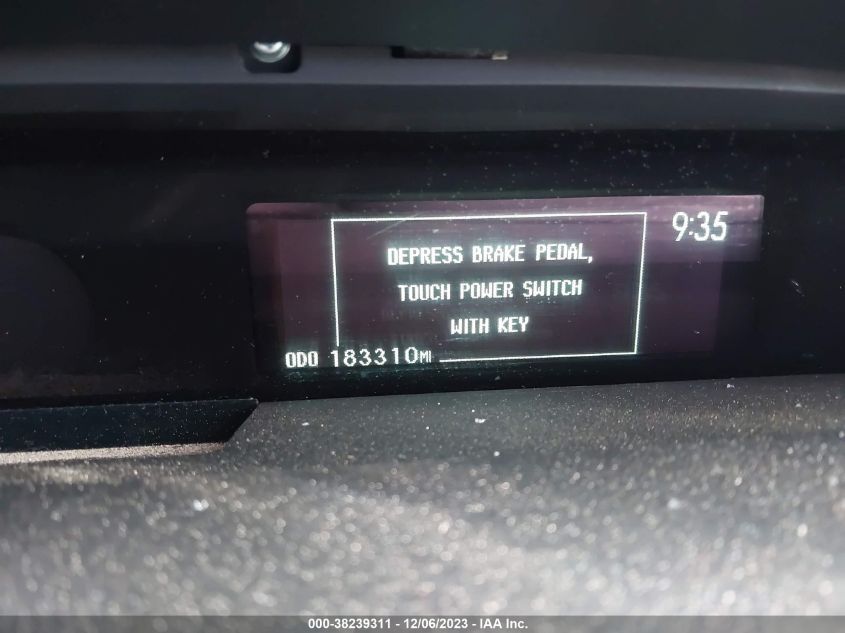 9:35
DEPRESS BRAKE PEDAL,
TOUCH POWER SWITCH
WITH KEY
ODO 183310MI
000-38239311 - 12/06/2023 - IAA Inc.